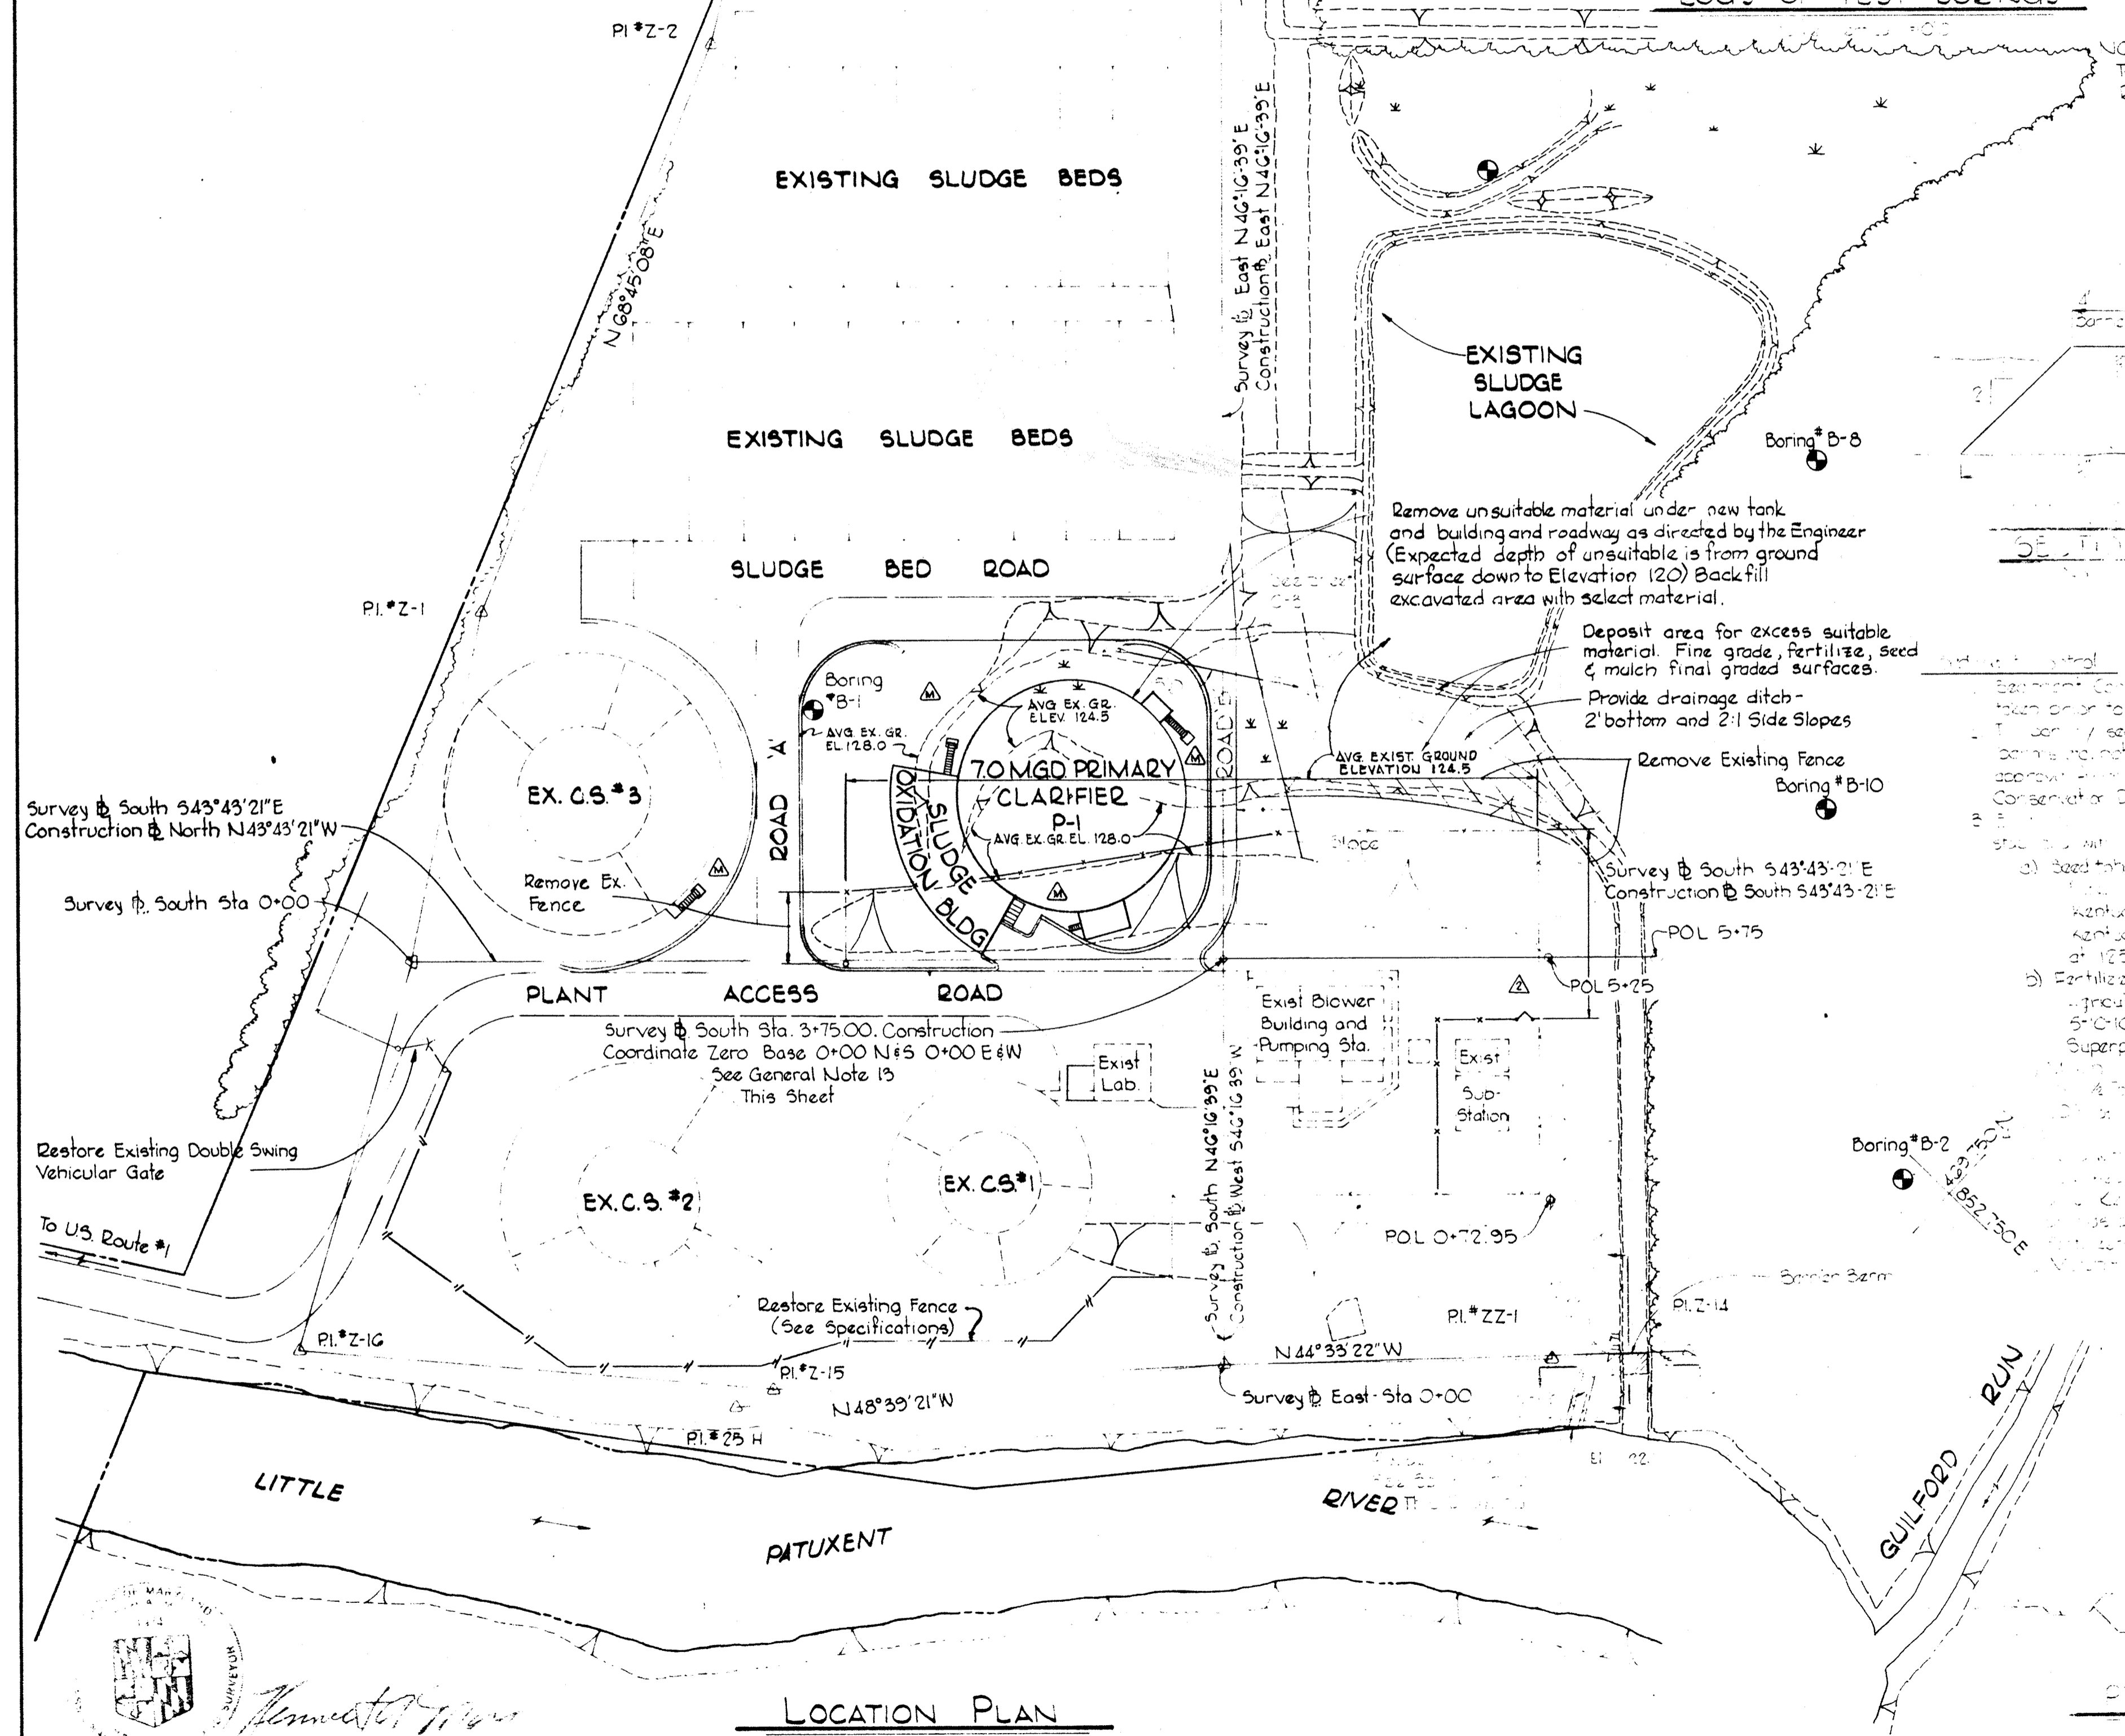 PI #Z-2
N 68°45'08" E
EXISTING SLUDGE BEDS
Survey ℄ East N 46°-16'-39" E
Construction ℄ East N 46°-16'-39" E
EXISTING SLUDGE BEDS
EXISTING
SLUDGE
LAGOON
Boring # B-8
SLUDGE BED ROAD
P.I. #Z-1
Remove unsuitable material under new tank
and building and roadway as directed by the Engineer
(Expected depth of unsuitable is from ground
surface down to Elevation 120) Backfill
excavated area with select material.
Deposit area for excess suitable
material. Fine grade, fertilize, seed
& mulch final graded surfaces.
Provide drainage ditch -
2' bottom and 2:1 Side Slopes
Remove Existing Fence
Boring # B-10
Boring
#B-1
M
AVG. EX. GR.
ELEV. 124.5
AVG. EX. GR.
EL. 128.0
ROAD 'A'
ROAD
M
AVG. EXIST. GROUND
ELEVATION 124.5
7.0 M.G.D. PRIMARY
CLARIFIER
P-1
AVG. EX. GR. EL. 128.0
SLUDGE
OXIDATION BLDG
M
Slope
EX. C.S. #3
M
Remove Ex.
Fence
Survey ℄ South S43°43'21"E
Construction ℄ North N43°43'21"W
Survey ℄ South Sta 0+00
Survey ℄ South S43°-43'-21" E
Construction ℄ South S43°43'-21" E
POL 5+75
POL 5+25
2
PLANT ACCESS ROAD
Survey ℄ South Sta. 3+75.00. Construction
Coordinate Zero Base 0+00 N&S 0+00 E&W
See General Note 13
This Sheet
Exist Blower
Building and
Pumping Sta.
Exist
Lab.
Exist
Sub-
Station
Survey ℄ South N46°16'39"E
Construction ℄ West S46°16'39"W
Restore Existing Double Swing
Vehicular Gate
To U.S. Route #1
EX. C.S. #2
EX. C.S. #1
Boring # B-2
852,750 E
POL 0+72.95
Barrier Berm
P.I. Z-14
P.I. # ZZ-1
Restore Existing Fence
(See Specifications)
P.I. #Z-16
P.I. #Z-15
N 44°33'22" W
Survey ℄ East - Sta 0+00
N 48°39'21" W
P.I. # 25 H
LITTLE PATUXENT RIVER
GUILFORD RUN
LOCATION PLAN